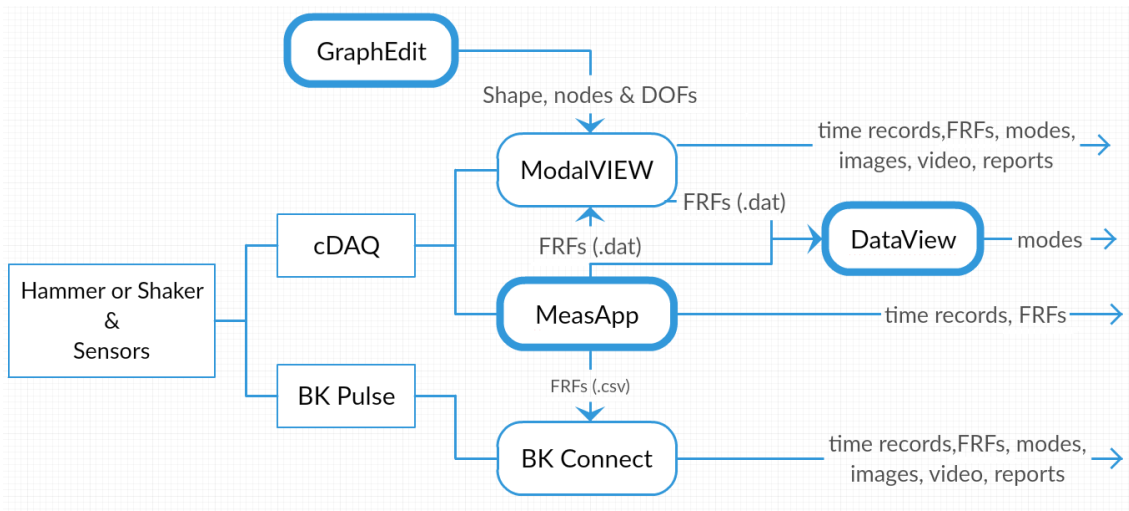 GraphEdit
Shape, nodes & DOFs
time records,FRFs, modes,
images, video, reports
ModalVIEW
FRFs (.dat)
cDAQ
FRFs (.dat)
DataView
modes
Hammer or Shaker
&
Sensors
MeasApp
time records, FRFs
BK Pulse
FRFs (.csv)
BK Connect
time records,FRFs, modes,
images, video, reports